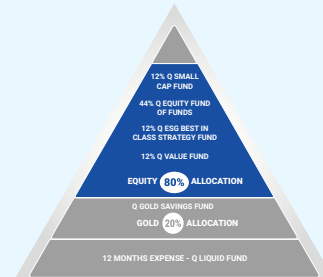 12% Q SMALL
CAP FUND
44% Q EQUITY FUND
OF FUNDS
12% Q ESG BEST IN
CLASS STRATEGY FUND
12% Q VALUE FUND
EQUITY 80% ALLOCATION
Q GOLD SAVINGS FUND
GOLD 20% ALLOCATION
12 MONTHS EXPENSE - Q LIQUID FUND